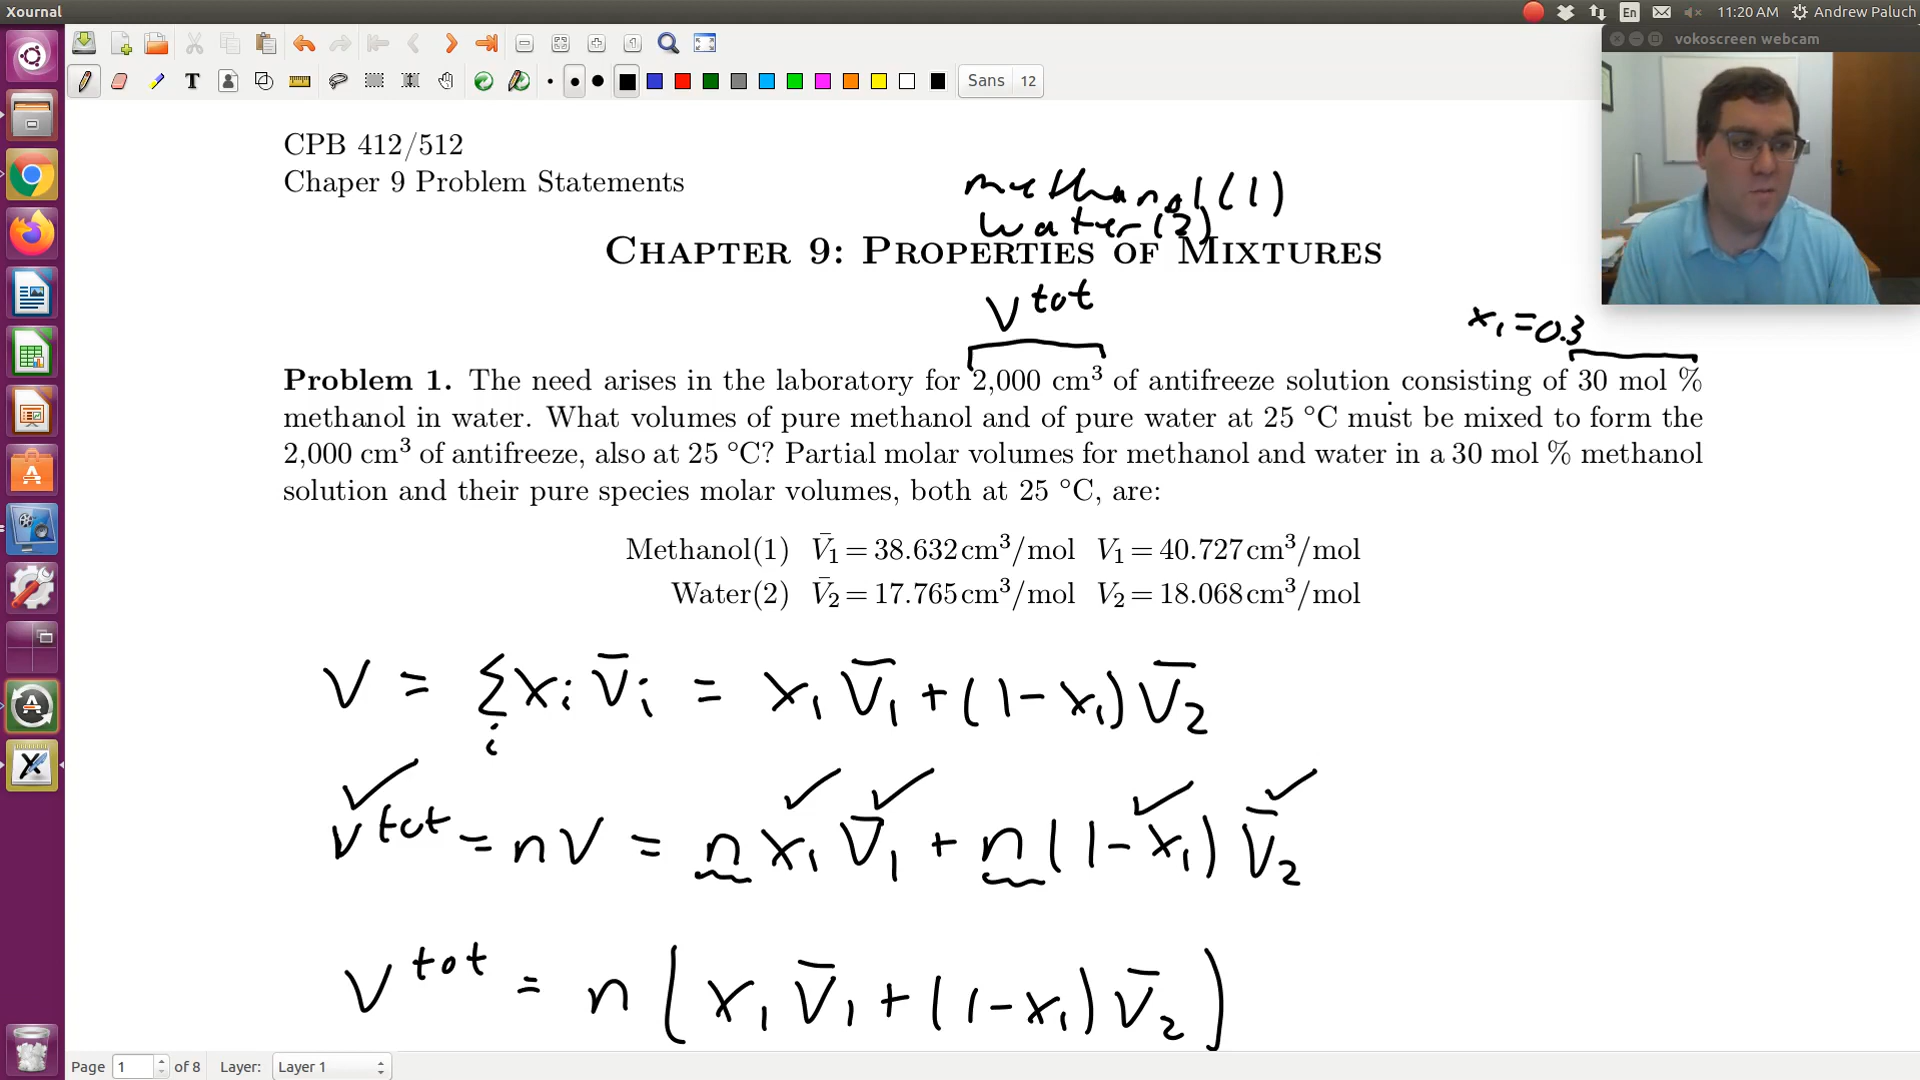 Xournal
En
11:20 AM
Andrew Paluch
vokoscreen webcam
T
Sans 12
CPB 412/512
Chaper 9 Problem Statements
methanol(1)
water(2)
CHAPTER 9: PROPERTIES OF MIXTURES
V^tot
x₁=0.3
Problem 1. The need arises in the laboratory for 2,000 cm³ of antifreeze solution consisting of 30 mol %
methanol in water. What volumes of pure methanol and of pure water at 25 °C must be mixed to form the
2,000 cm³ of antifreeze, also at 25 °C? Partial molar volumes for methanol and water in a 30 mol % methanol
solution and their pure species molar volumes, both at 25 °C, are:
Methanol(1) V̄₁ = 38.632 cm³/mol V₁ = 40.727 cm³/mol
Water(2) V̄₂ = 17.765 cm³/mol V₂ = 18.068 cm³/mol
V = Σᵢ xᵢ V̄ᵢ = x₁ V̄₁ + (1-x₁) V̄₂
V^tot = nV = n x₁ V̄₁ + n(1-x₁) V̄₂
V^tot = n(x₁ V̄₁ + (1-x₁) V̄₂)
Page 1 of 8 Layer: Layer 1